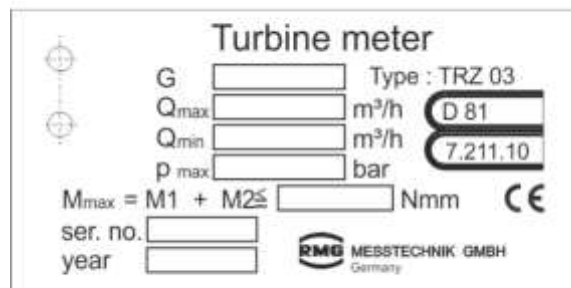 Turbine meter
G Type : TRZ 03
Qmax m³/h D 81
Qmin m³/h 7.211.10
p max bar
Mmax = M1 + M2≤ Nmm CE
ser. no.
year
RMG MESSTECHNIK GMBH
Germany